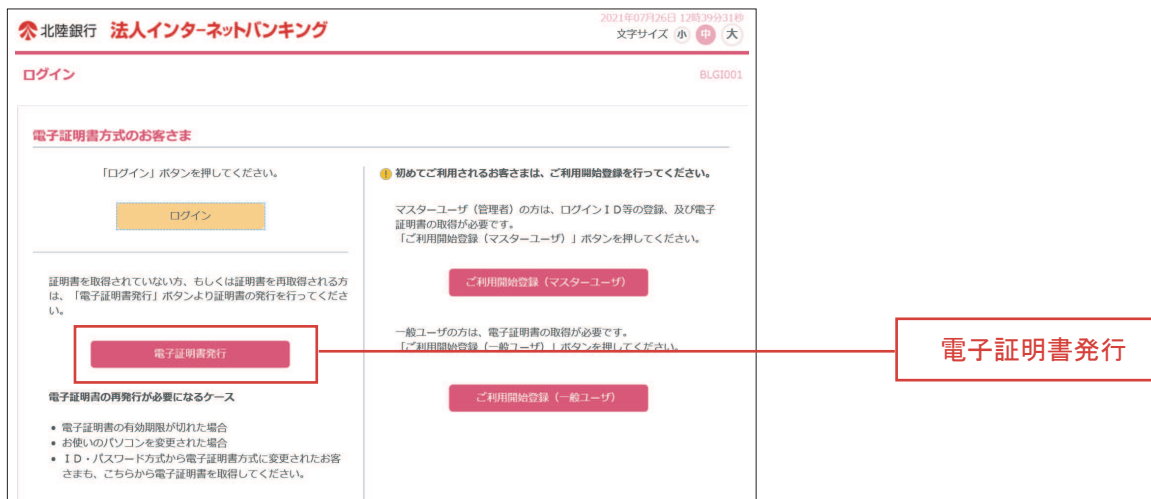 北陸銀行 法人インターネットバンキング
2021年07月26日 12時39分31秒
文字サイズ 小 中 大
ログイン
BLGI001
電子証明書方式のお客さま
「ログイン」ボタンを押してください。
ログイン
証明書を取得されていない方、もしくは証明書を再取得される方
は、「電子証明書発行」ボタンより証明書の発行を行ってくださ
い。
電子証明書発行
電子証明書の再発行が必要になるケース
• 電子証明書の有効期限が切れた場合
• お使いのパソコンを変更された場合
• ＩＤ・パスワード方式から電子証明書方式に変更されたお客
さまも、こちらから電子証明書を取得してください。
! 初めてご利用されるお客さまは、ご利用開始登録を行ってください。
マスターユーザ（管理者）の方は、ログインＩＤ等の登録、及び電子
証明書の取得が必要です。
「ご利用開始登録（マスターユーザ）」ボタンを押してください。
ご利用開始登録（マスターユーザ）
一般ユーザの方は、電子証明書の取得が必要です。
「ご利用開始登録（一般ユーザ）」ボタンを押してください。
ご利用開始登録（一般ユーザ）
電子証明書発行